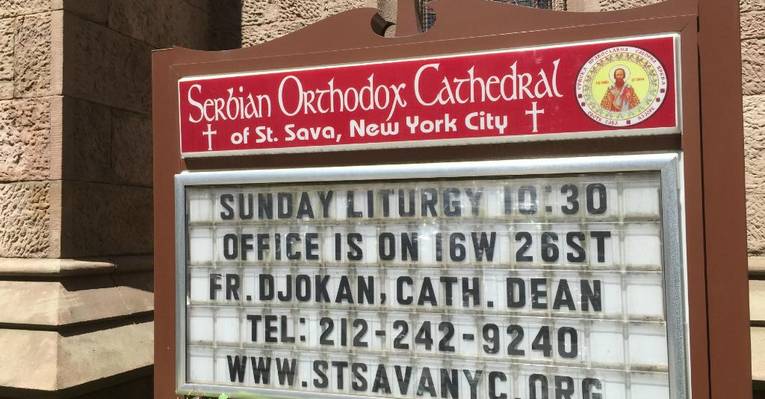 Serbian Orthodox Cathedral
of St. Sava, New York City
SUNDAY LITURGY 10:30
OFFICE IS ON 16W 26ST
FR. DJOKAN, CATH. DEAN
TEL: 212-242-9240
WWW.STSAVANYC.ORG